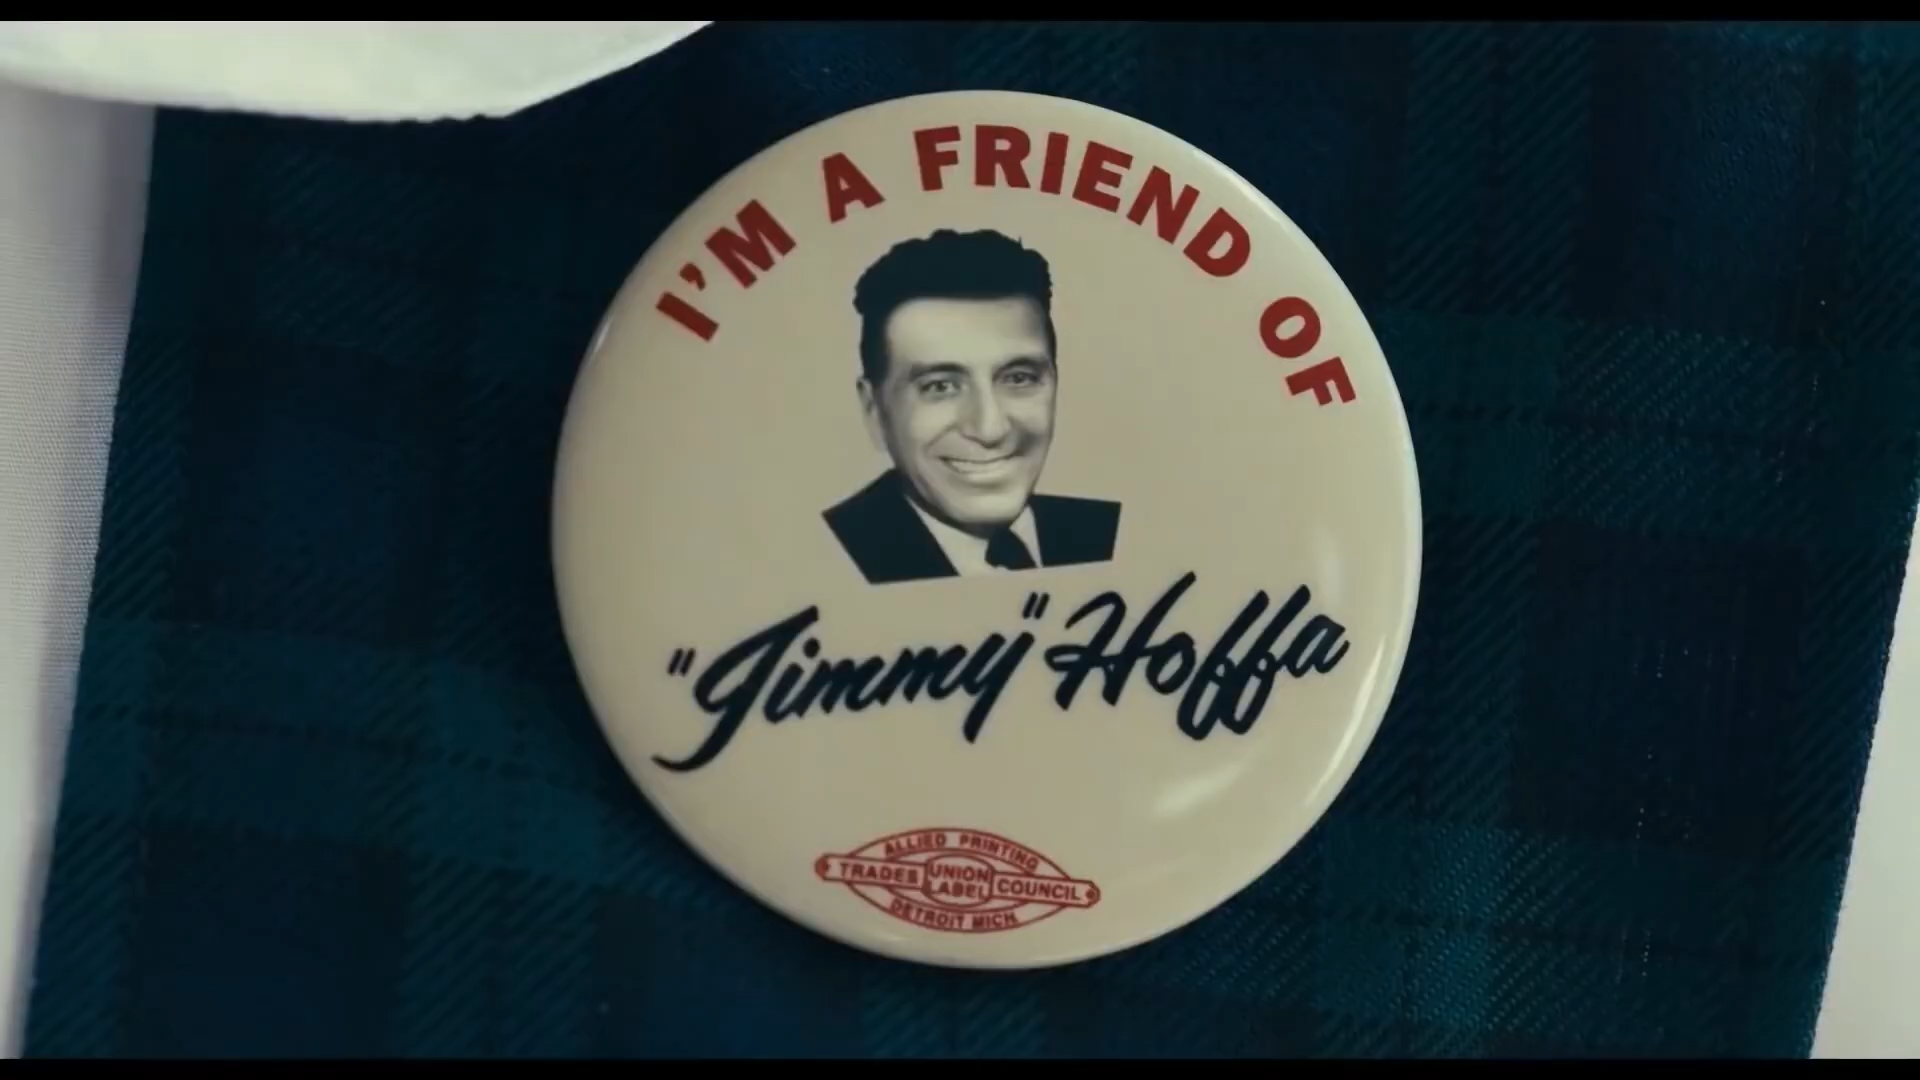 I'M A FRIEND OF
"Jimmy" Hoffa
ALLIED PRINTING
TRADES UNION LABEL COUNCIL
DETROIT MICH.